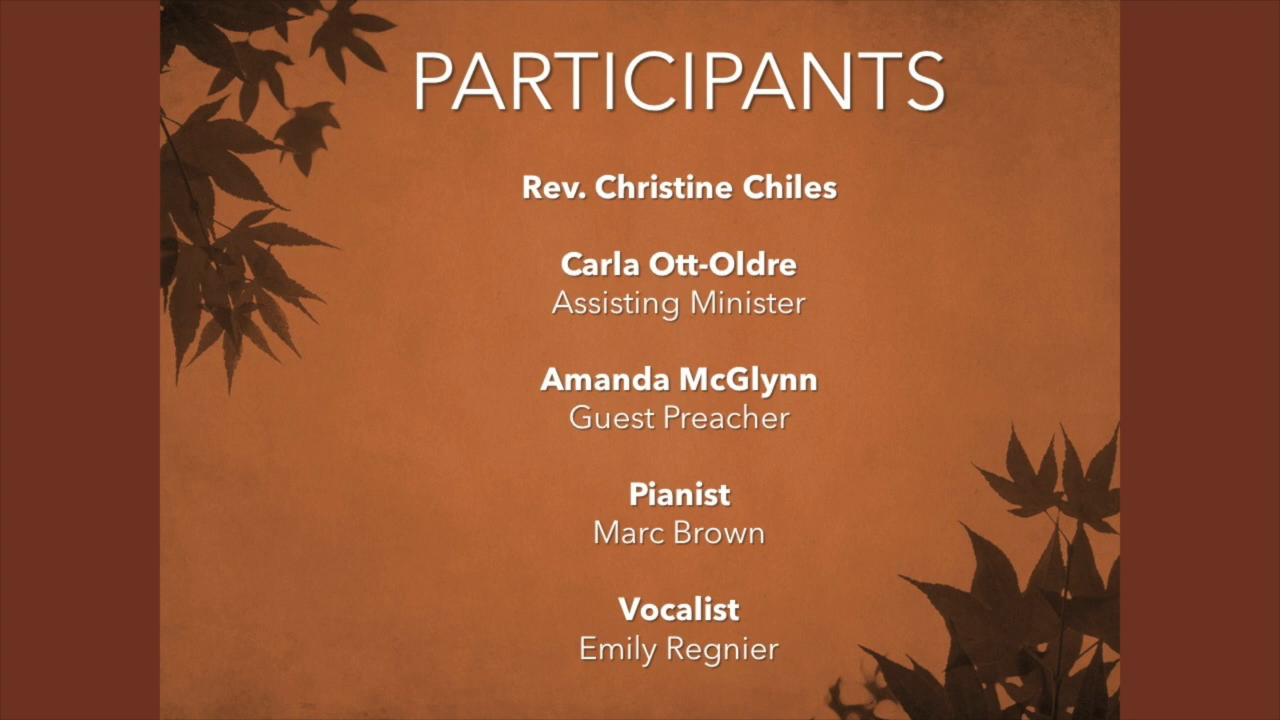 PARTICIPANTS
Rev. Christine Chiles
Carla Ott-Oldre
Assisting Minister
Amanda McGlynn
Guest Preacher
Pianist
Marc Brown
Vocalist
Emily Regnier